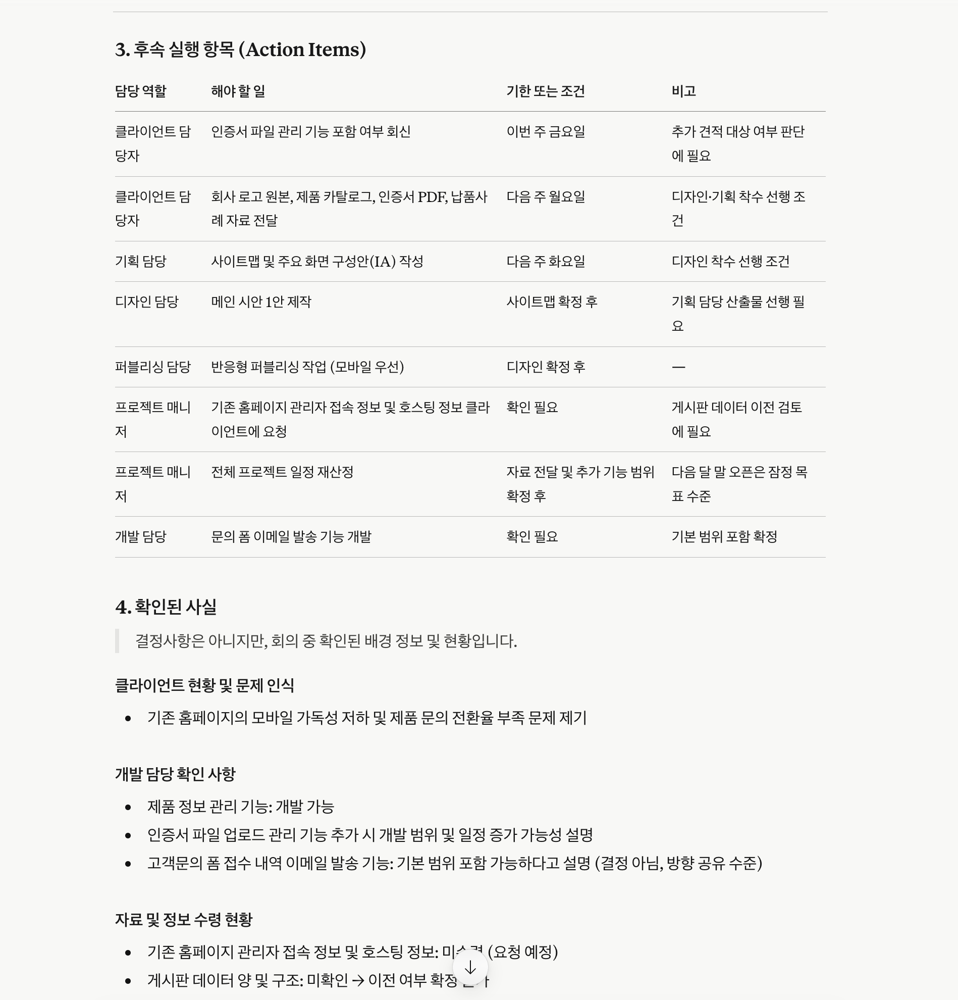 3. 후속 실행 항목 (Action Items)
담당 역할 해야 할 일 기한 또는 조건 비고
클라이언트 담 인증서 파일 관리 기능 포함 여부 회신 이번 주 금요일 추가 견적 대상 여부 판단
당자 에 필요
클라이언트 담 회사 로고 원본, 제품 카탈로그, 인증서 PDF, 납품사 다음 주 월요일 디자인·기획 착수 선행 조
당자 례 자료 전달 건
기획 담당 사이트맵 및 주요 화면 구성안(IA) 작성 다음 주 화요일 디자인 착수 선행 조건
디자인 담당 메인 시안 1안 제작 사이트맵 확정 후 기획 담당 산출물 선행 필
요
퍼블리싱 담당 반응형 퍼블리싱 작업 (모바일 우선) 디자인 확정 후 —
프로젝트 매니 기존 홈페이지 관리자 접속 정보 및 호스팅 정보 클라 확인 필요 게시판 데이터 이전 검토
저 이언트에 요청 에 필요
프로젝트 매니 전체 프로젝트 일정 재산정 자료 전달 및 추가 기능 범위 다음 달 말 오픈은 잠정 목
저 확정 후 표 수준
개발 담당 문의 폼 이메일 발송 기능 개발 확인 필요 기본 범위 포함 확정
4. 확인된 사실
결정사항은 아니지만, 회의 중 확인된 배경 정보 및 현황입니다.
클라이언트 현황 및 문제 인식
• 기존 홈페이지의 모바일 가독성 저하 및 제품 문의 전환율 부족 문제 제기
개발 담당 확인 사항
• 제품 정보 관리 기능: 개발 가능
• 인증서 파일 업로드 관리 기능 추가 시 개발 범위 및 일정 증가 가능성 설명
• 고객문의 폼 접수 내역 이메일 발송 기능: 기본 범위 포함 가능하다고 설명 (결정 아님, 방향 공유 수준)
자료 및 정보 수령 현황
• 기존 홈페이지 관리자 접속 정보 및 호스팅 정보: (요청 예정)
• 게시판 데이터 양 및 구조: 미확인 → 이전 여부 확정